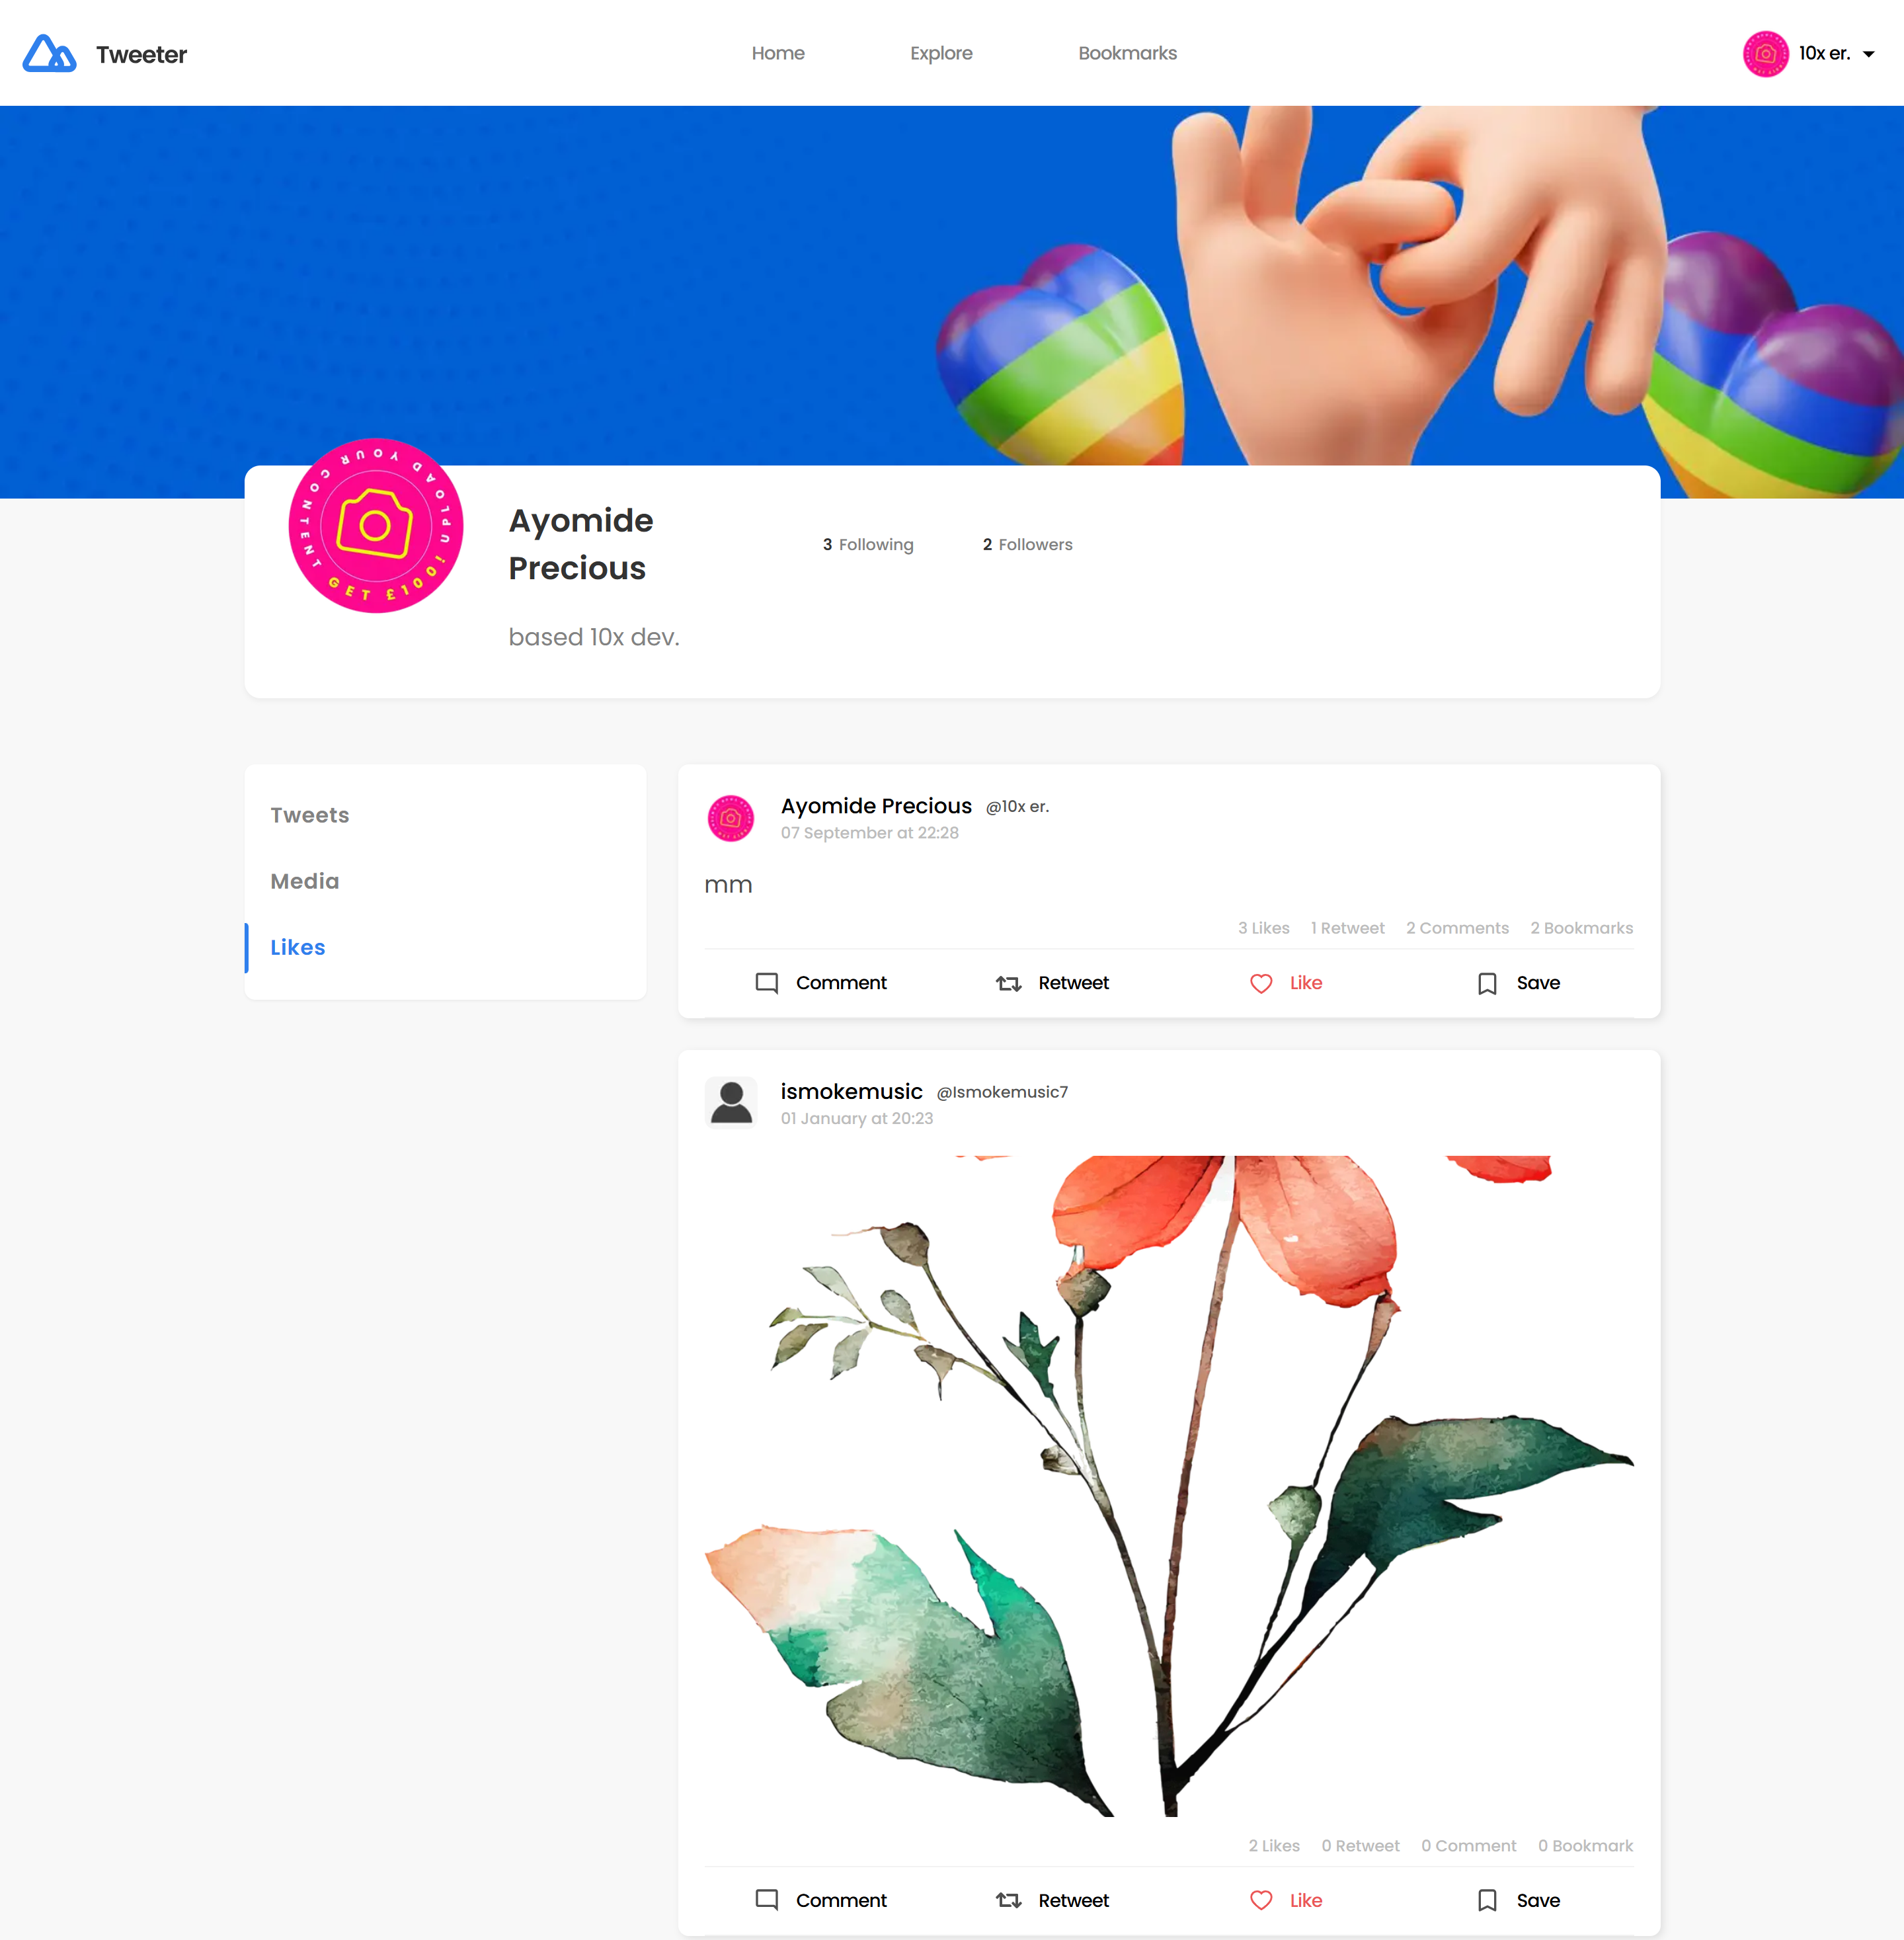 Tweeter
Home
Explore
Bookmarks
10x er.
UPLOAD YOUR CONTENT
GET £100!
Ayomide
Precious
3 Following
2 Followers
based 10x dev.
Tweets
Media
Likes
Ayomide Precious @10x er.
07 September at 22:28
mm
3 Likes 1 Retweet 2 Comments 2 Bookmarks
Comment Retweet Like Save
ismokemusic @Ismokemusic7
01 January at 20:23
2 Likes 0 Retweet 0 Comment 0 Bookmark
Comment Retweet Like Save